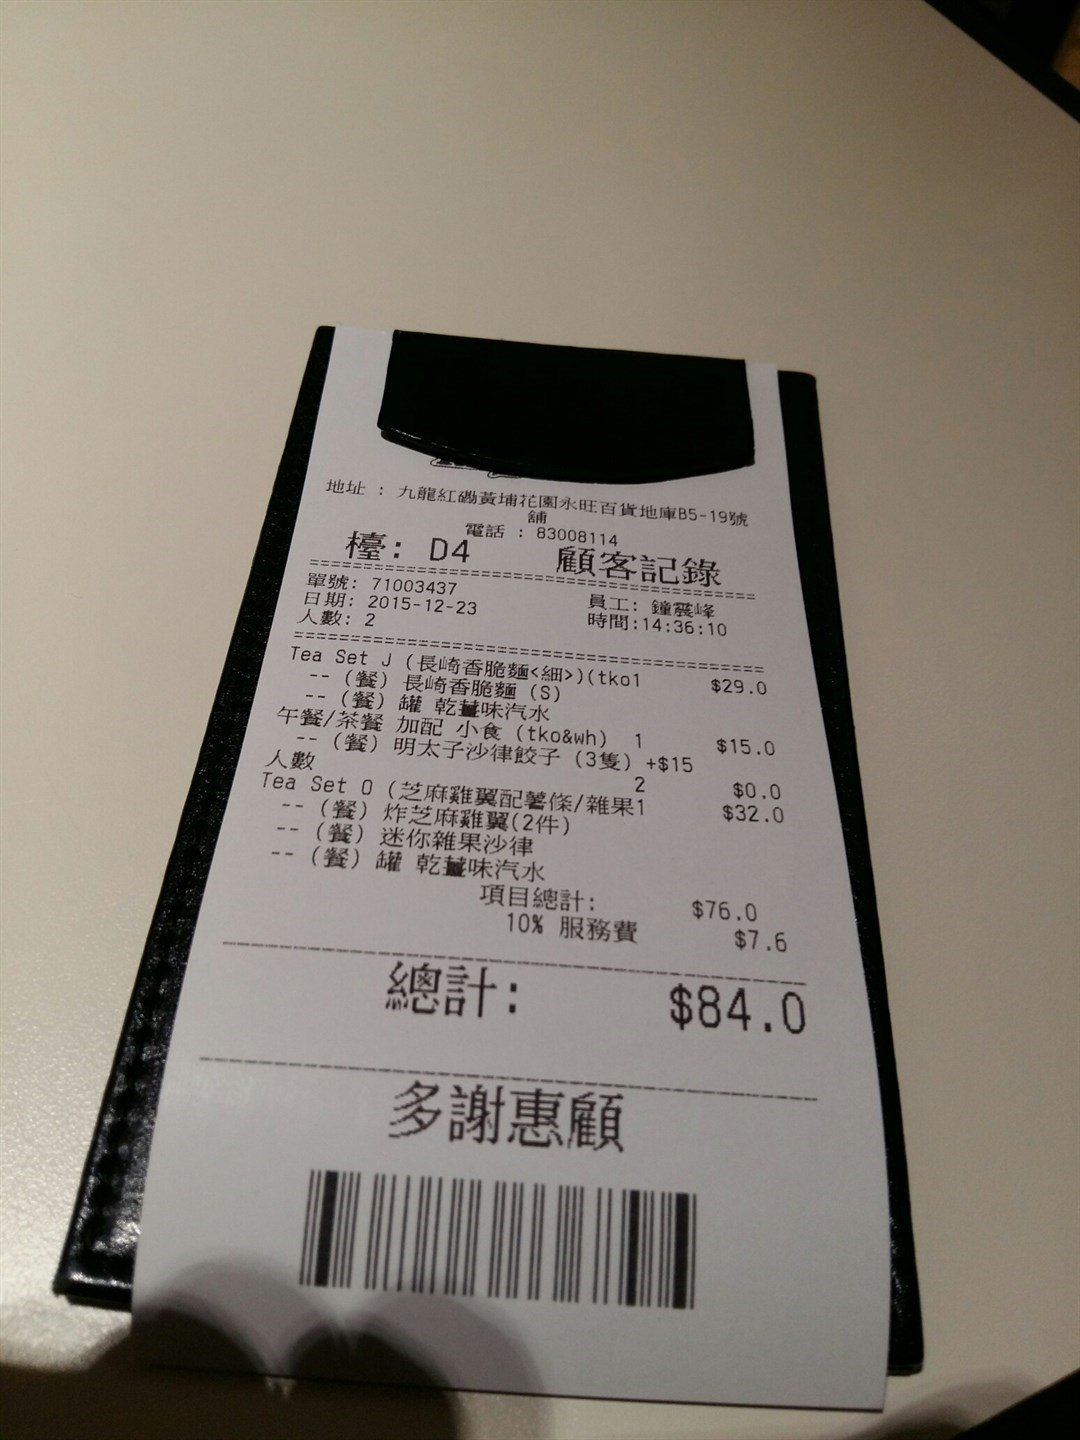 地址 : 九龍紅磡黃埔花園永旺百貨地庫B5-19號
舖
電話 : 83008114
檯: D4 顧客記錄
單號: 71003437
員工: 鐘震峰
日期: 2015-12-23
時間:14:36:10
人數: 2
Tea Set J (長崎香脆麵<細>)(tko1 $29.0
-- (餐) 長崎香脆麵 (S)
-- (餐) 罐 乾薑味汽水
午餐/茶餐 加配 小食 (tko&wh) 1 $15.0
-- (餐) 明太子沙律餃子 (3隻) +$15
人數 2 $0.0
Tea Set O (芝麻雞翼配薯條/雜果1 $32.0
-- (餐) 炸芝麻雞翼(2件)
-- (餐) 迷你雜果沙律
-- (餐) 罐 乾薑味汽水
項目總計: $76.0
10% 服務費 $7.6
總計: $84.0
多謝惠顧